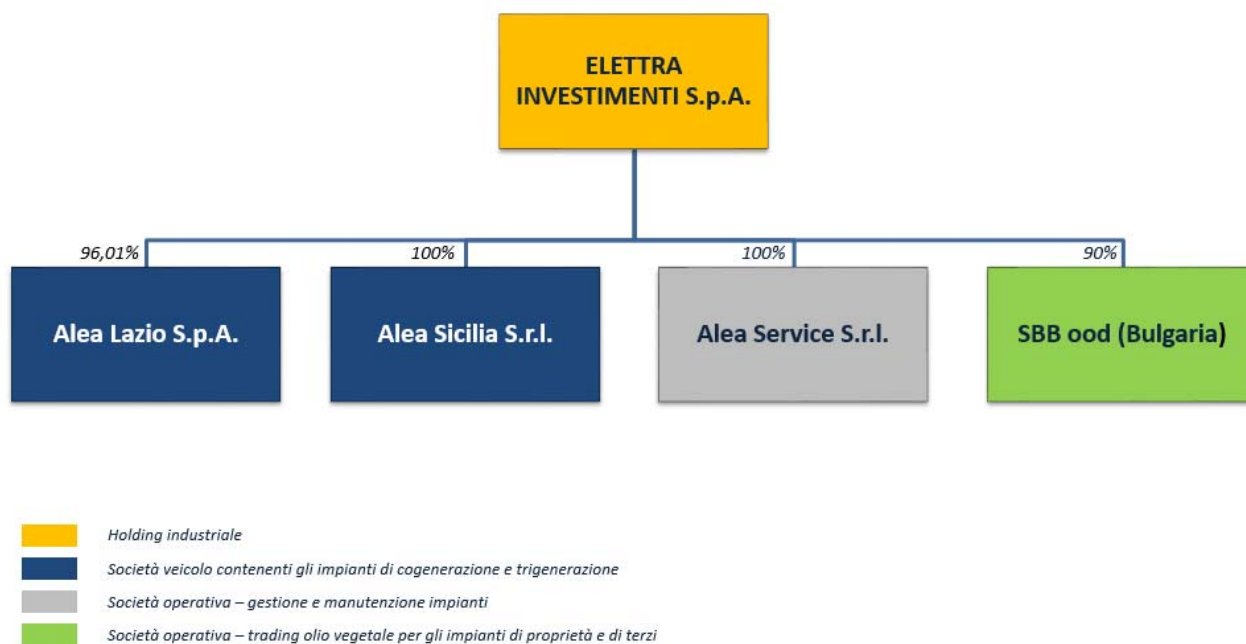 ELETTRA
INVESTIMENTI S.p.A.
96,01%
100%
100%
90%
Alea Lazio S.p.A.
Alea Sicilia S.r.l.
Alea Service S.r.l.
SBB ood (Bulgaria)
Holding industriale
Società veicolo contenenti gli impianti di cogenerazione e trigenerazione
Società operativa – gestione e manutenzione impianti
Società operativa – trading olio vegetale per gli impianti di proprietà e di terzi